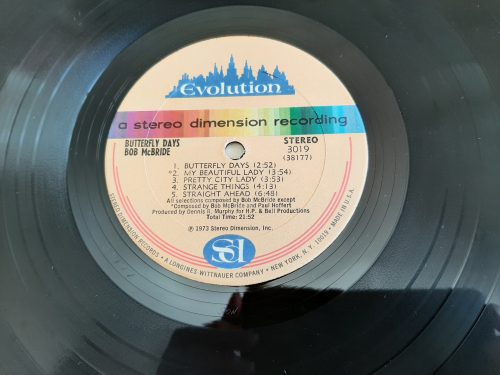 Evolution
a stereo dimension recording
BUTTERFLY DAYS
BOB McBRIDE
STEREO
3019
(38177)
1. BUTTERFLY DAYS (2:52)
*2. MY BEAUTIFUL LADY (3:54)
3. PRETTY CITY LADY (3:53)
4. STRANGE THINGS (4:13)
5. STRAIGHT AHEAD (6:48)
All selections composed by Bob McBride except
*Composed by Bob McBride and Paul Hoffert
Produced by Dennis G. Murphy for H.P. & Bell Productions
Total Time: 21:52
℗ 1973 Stereo Dimension, Inc.
SD
STEREO DIMENSION RECORDS • A LONGINES-WITTNAUER COMPANY • NEW YORK, N.Y. 10019 • MADE IN U.S.A.